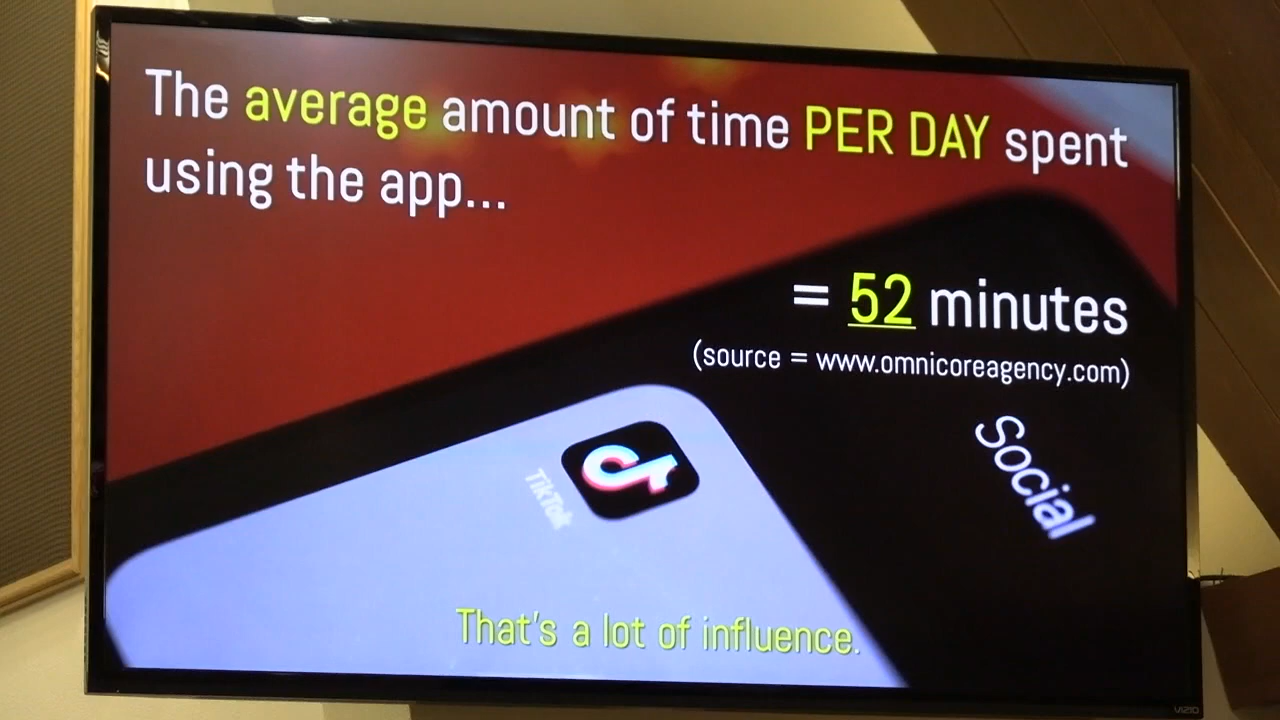 The average amount of time PER DAY spent
using the app...
= 52 minutes
(source = www.omnicoreagency.com)
Social
TikTok
That's a lot of influence.
VIZIO